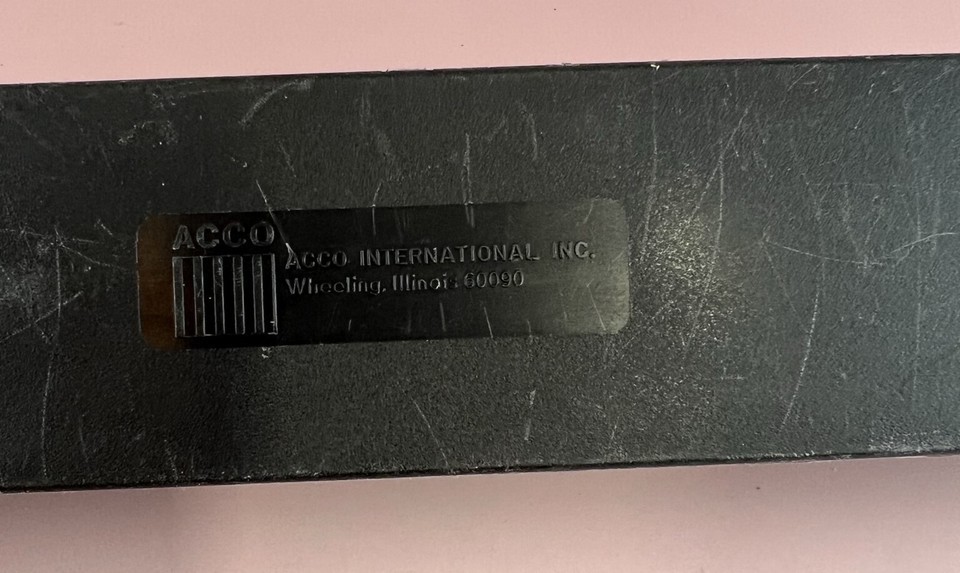 ACCO
ACCO INTERNATIONAL INC.
Wheeling, Illinois 60090